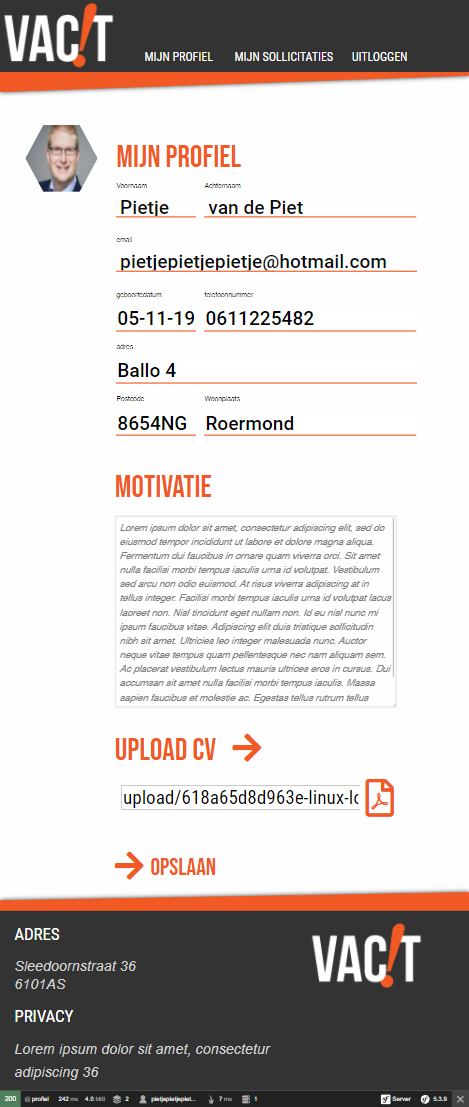 VAC!T
MIJN PROFIEL MIJN SOLLICITATIES UITLOGGEN
MIJN PROFIEL
Voornaam Achternaam
Pietje van de Piet
email
pietjepietjepietje@hotmail.com
geboortedatum telefoonnummer
05-11-19 0611225482
adres
Ballo 4
Postcode Woonplaats
8654NG Roermond
MOTIVATIE
Lorem ipsum dolor sit amet, consectetur adipiscing elit, sed do
eiusmod tempor incididunt ut labore et dolore magna aliqua.
Fermentum dui faucibus in ornare quam viverra orci. Sit amet
nulla facilisi morbi tempus iaculis urna id volutpat. Vestibulum
sed arcu non odio euismod. At risus viverra adipiscing at in
tellus integer. Facilisi morbi tempus iaculis urna id volutpat lacus
laoreet non. Nisl tincidunt eget nullam non. Id eu nisl nunc mi
ipsum faucibus vitae. Adipiscing elit duis tristique sollicitudin
nibh sit amet. Ultricies leo integer malesuada nunc. Auctor
neque vitae tempus quam pellentesque nec nam aliquam sem.
Ac placerat vestibulum lectus mauris ultrices eros in cursus. Dui
accumsan sit amet nulla facilisi morbi tempus iaculis. Massa
sapien faucibus et molestie ac. Egestas tellus rutrum tellus
UPLOAD CV
upload/618a65d8d963e-linux-lo
OPSLAAN
ADRES
VAC!T
Sleedoornstraat 36
6101AS
PRIVACY
Lorem ipsum dolor sit amet, consectetur
adipiscing 36
200 @ profiel 242 ms 4.0 MiB 2 pietjepietjepiet... 7 ms 1 Server 5.3.9